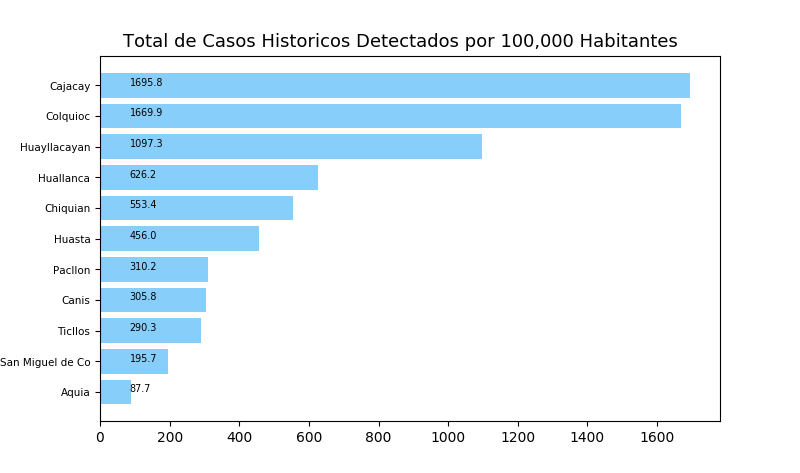 Total de Casos Historicos Detectados por 100,000 Habitantes
Cajacay 1695.8
Colquioc 1669.9
Huayllacayan 1097.3
Huallanca 626.2
Chiquian 553.4
Huasta 456.0
Pacllon 310.2
Canis 305.8
Ticllos 290.3
San Miguel de Co 195.7
Aquia 87.7
0 200 400 600 800 1000 1200 1400 1600